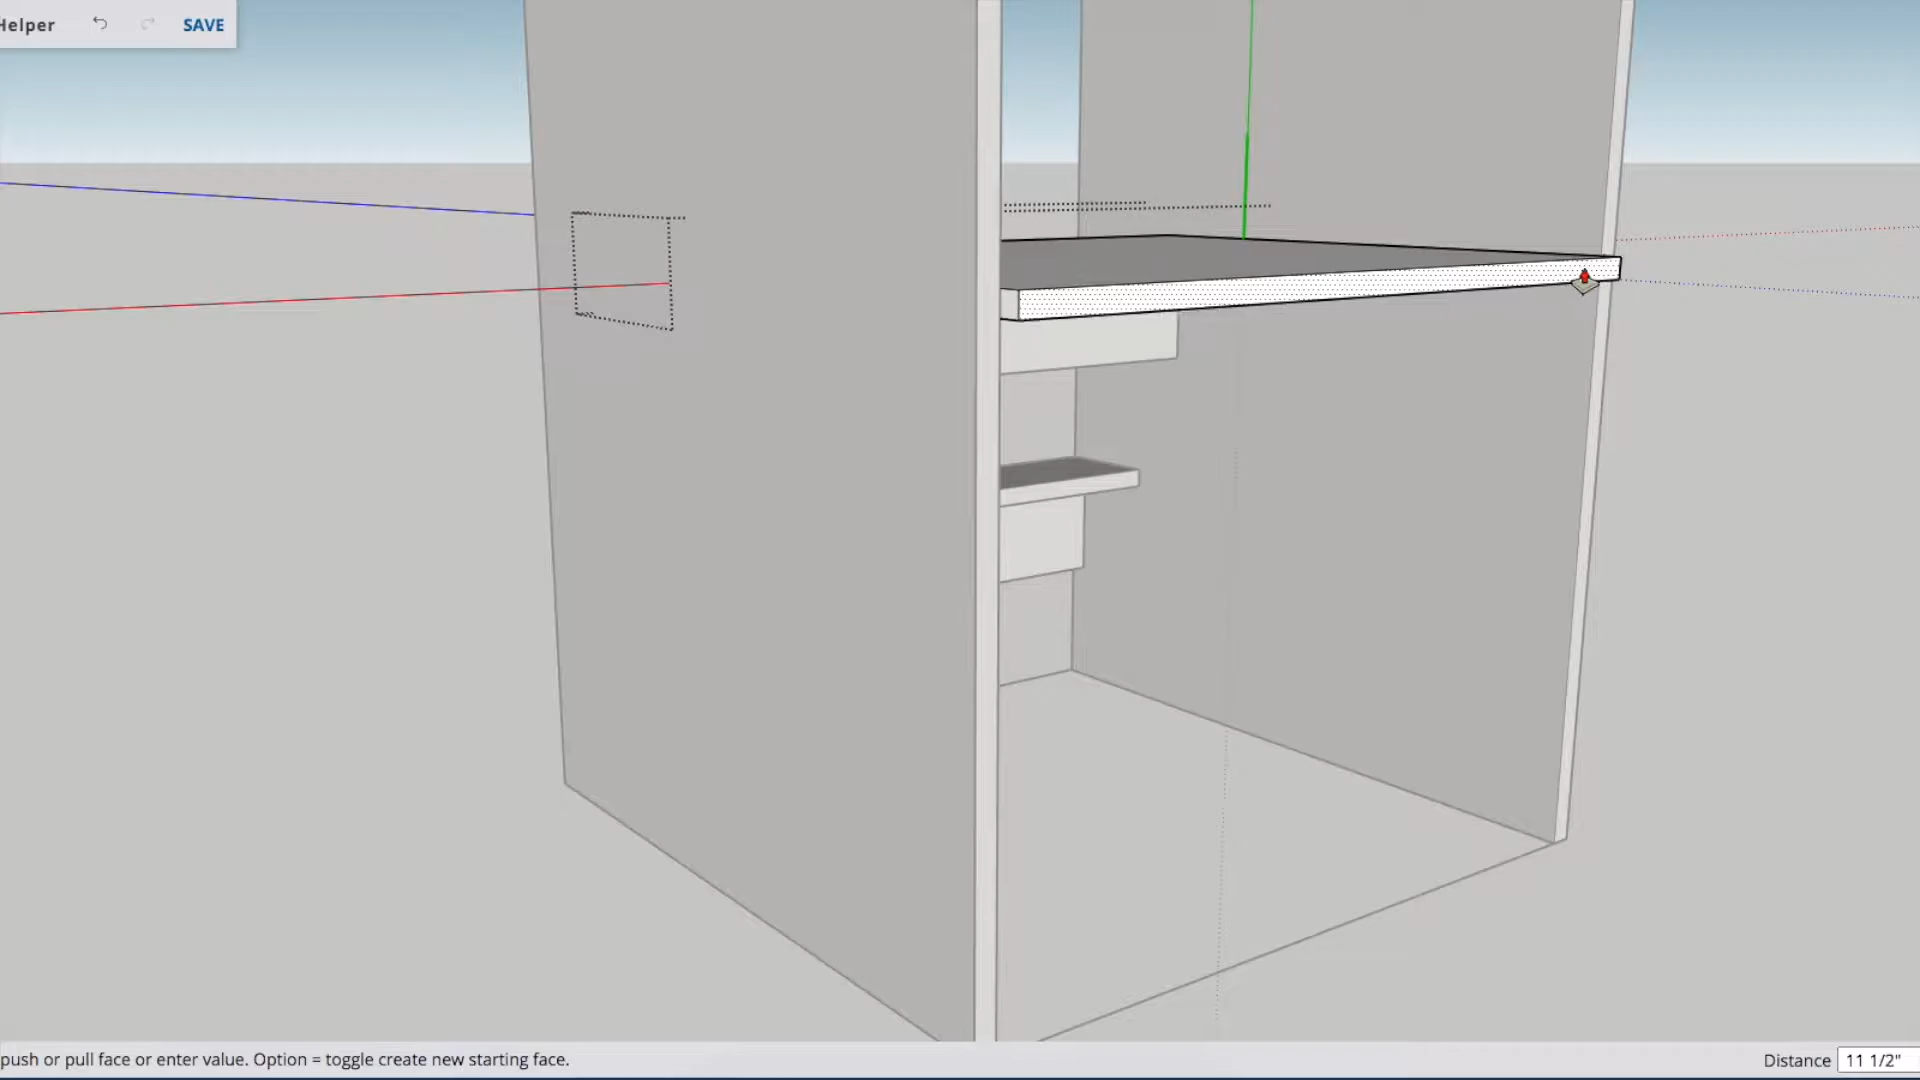 Helper SAVE
push or pull face or enter value. Option = toggle create new starting face.
Distance 11 1/2"